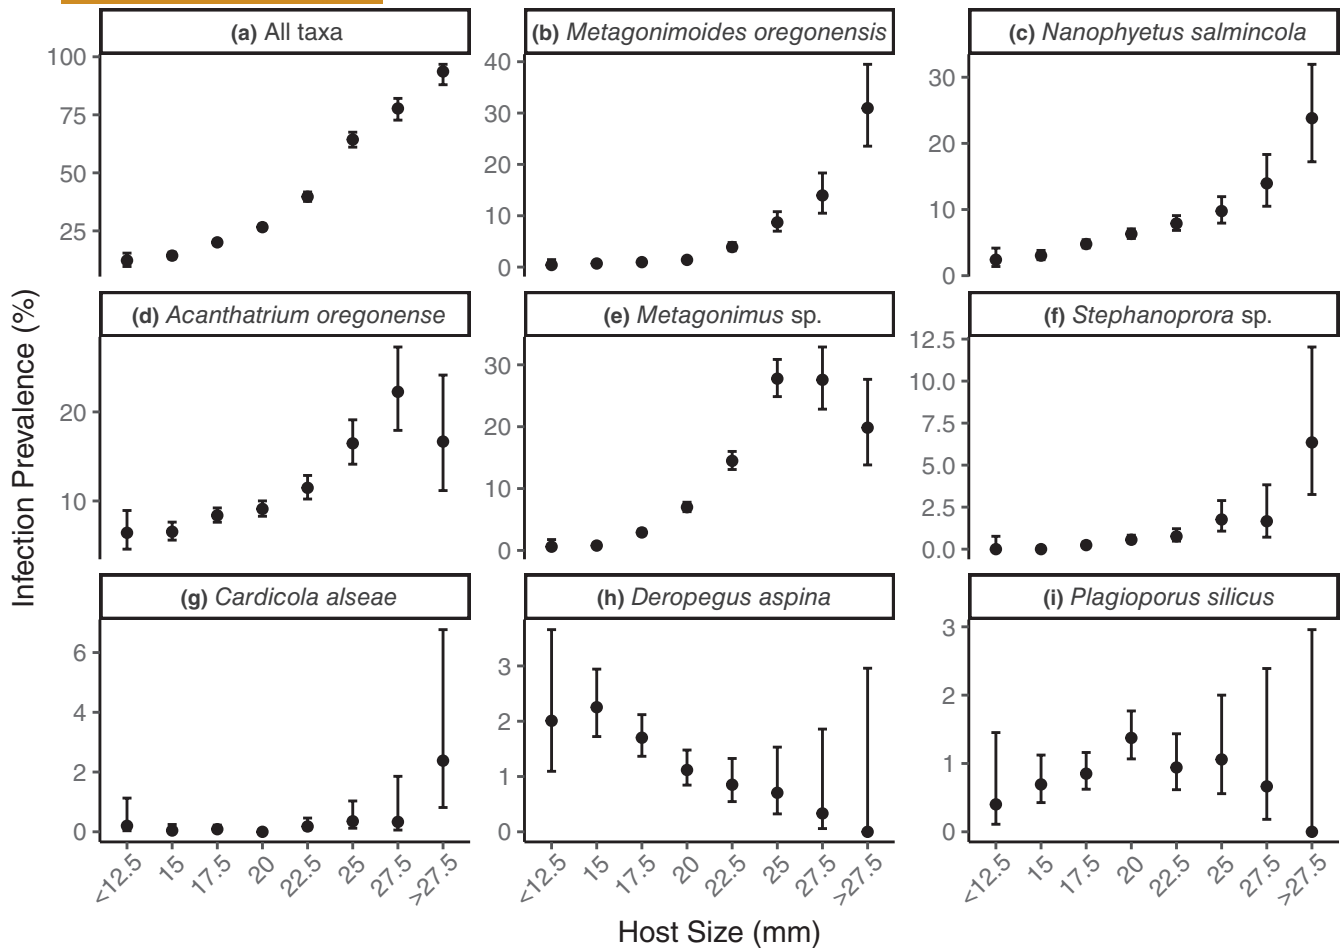 (a) All taxa
(b) Metagonimoides oregonensis
(c) Nanophyetus salmincola
100
75
50
25
40
30
20
10
0
30
20
10
0
(d) Acanthatrium oregonense
(e) Metagonimus sp.
(f) Stephanoprora sp.
20
10
30
20
10
0
12.5
10.0
7.5
5.0
2.5
0.0
(g) Cardicola alseae
(h) Deropegus aspina
(i) Plagioporus silicus
6
4
2
0
3
2
1
0
3
2
1
0
<12.5 15 17.5 20 22.5 25 27.5 >27.5
<12.5 15 17.5 20 22.5 25 27.5 >27.5
<12.5 15 17.5 20 22.5 25 27.5 >27.5
Infection Prevalence (%)
Host Size (mm)